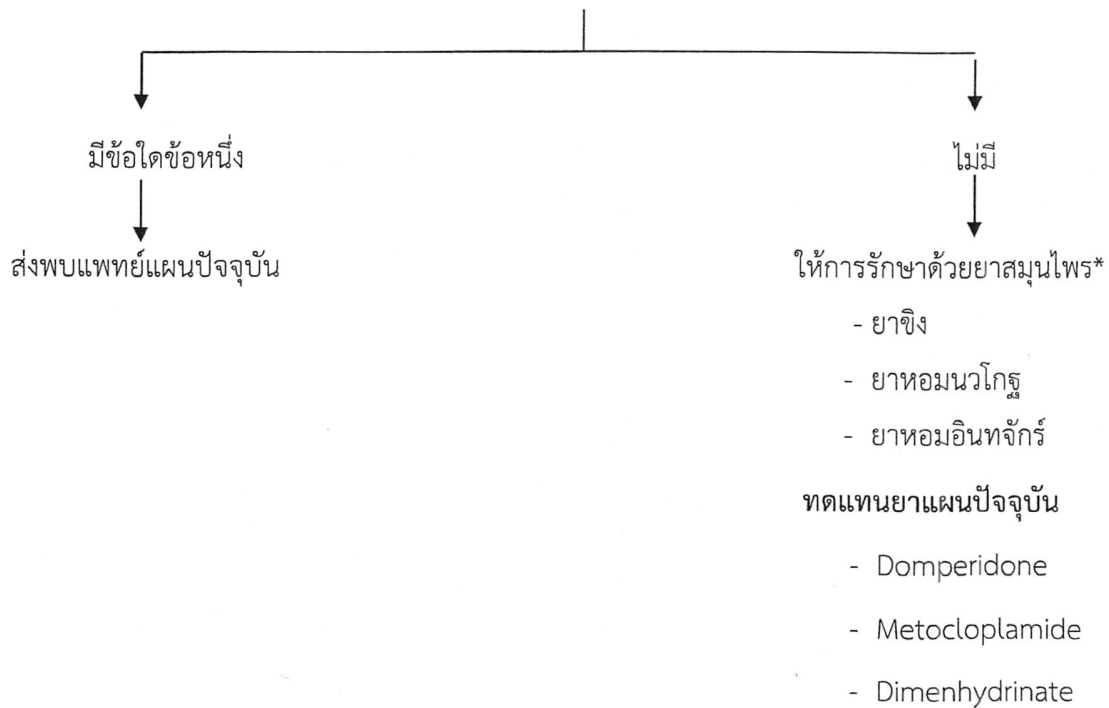 มีข้อใดข้อหนึ่ง
ไม่มี
ส่งพบแพทย์แผนปัจจุบัน
ให้การรักษาด้วยยาสมุนไพร*
- ยาขิง
- ยาหอมนวโกฐ
- ยาหอมอินทจักร์
ทดแทนยาแผนปัจจุบัน
- Domperidone
- Metocloplamide
- Dimenhydrinate